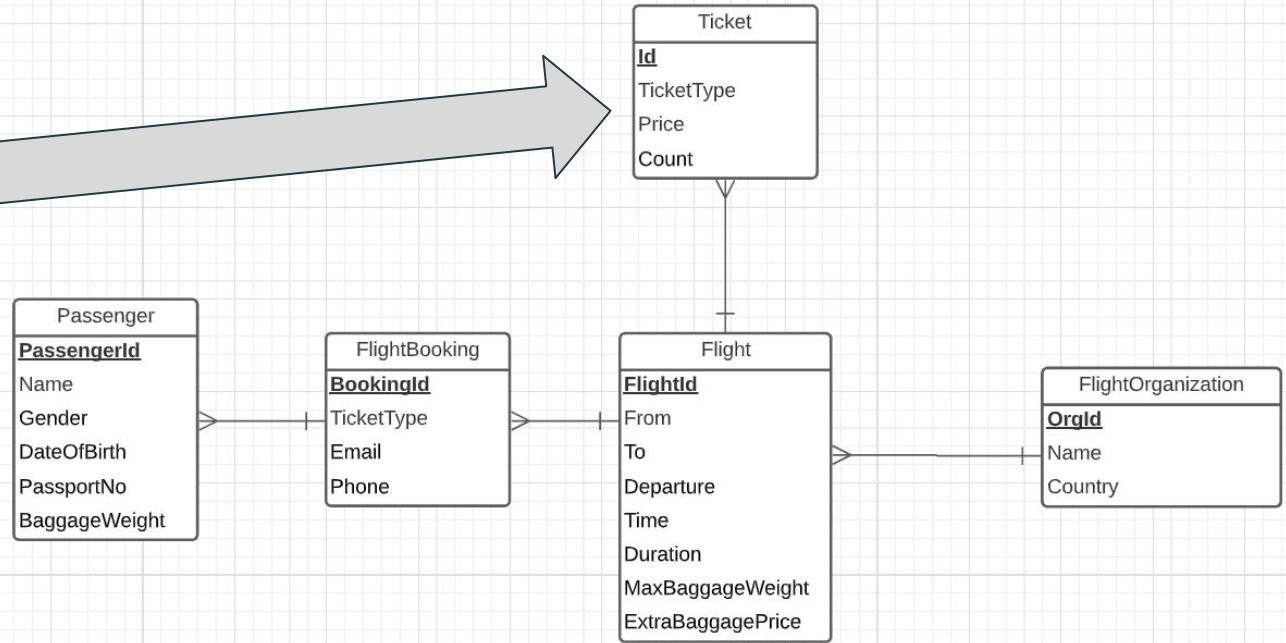 Ticket
Id
TicketType
Price
Count
Passenger
PassengerId
Name
Gender
DateOfBirth
PassportNo
BaggageWeight
FlightBooking
BookingId
TicketType
Email
Phone
Flight
FlightId
From
To
Departure
Time
Duration
MaxBaggageWeight
ExtraBaggagePrice
FlightOrganization
OrgId
Name
Country